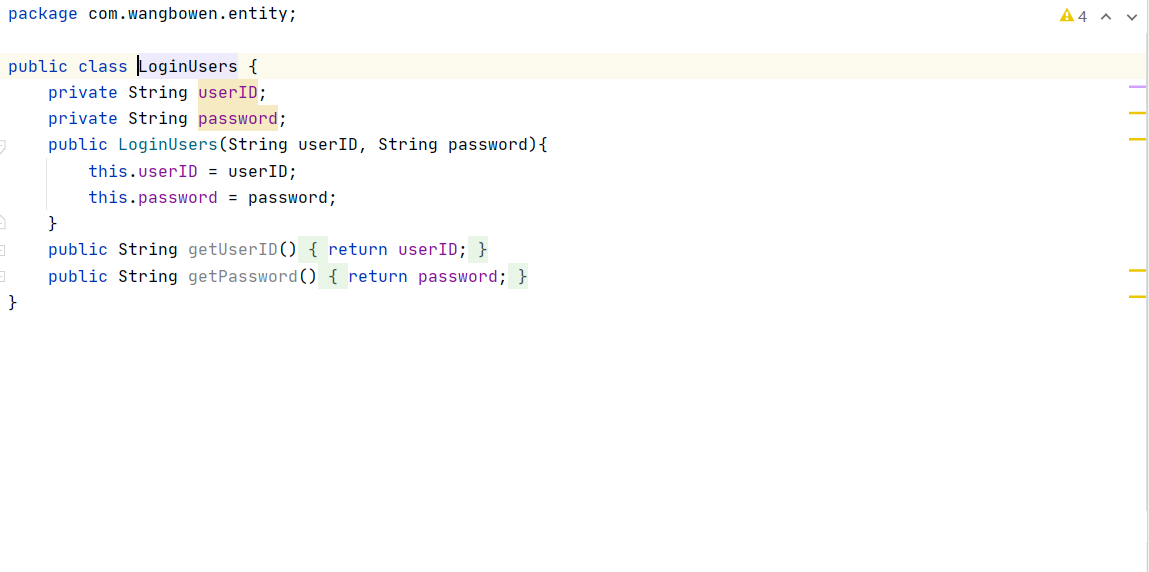 package com.wangbowen.entity;
4
public class LoginUsers {
private String userID;
private String password;
public LoginUsers(String userID, String password){
this.userID = userID;
this.password = password;
}
public String getUserID() { return userID; }
public String getPassword() { return password; }
}